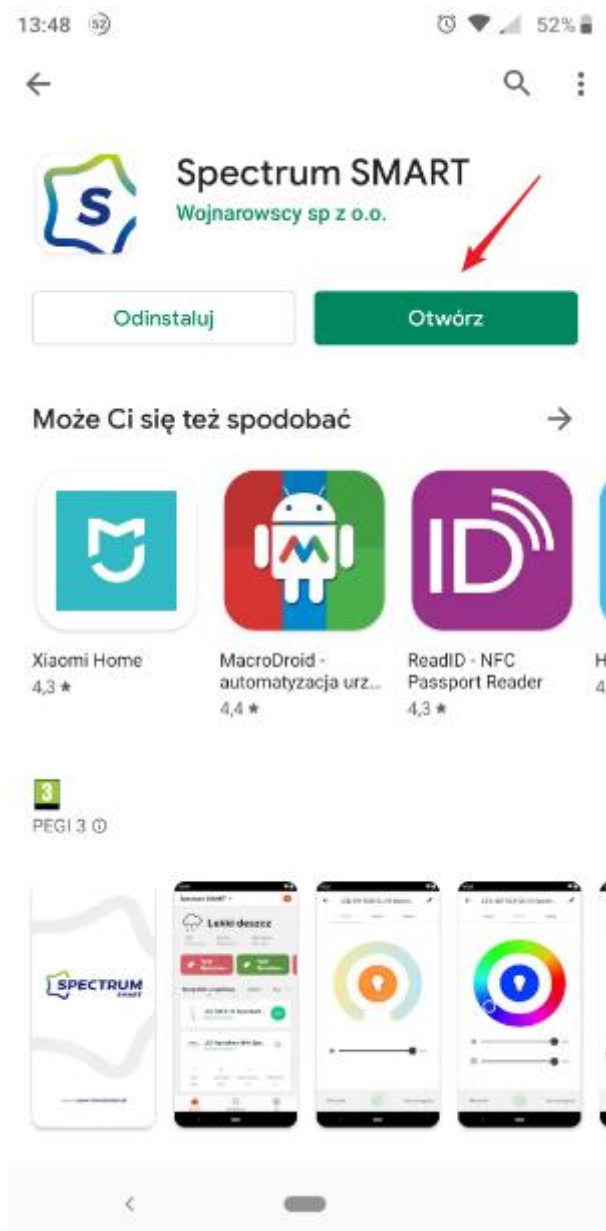 13:48 52 52%
Spectrum SMART
Wojnarowscy sp z o.o.
Odinstaluj Otwórz
Może Ci się też spodobać
Xiaomi Home MacroDroid - ReadID - NFC H
4,3 ★ automatyzacja urz... Passport Reader 4
4,4 ★ 4,3 ★
3
PEGI 3
Lekki deszcz
SPECTRUM
SMART